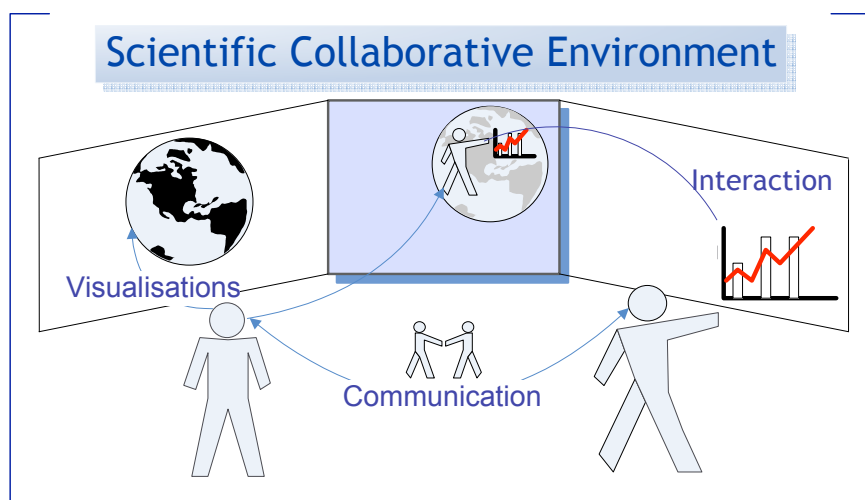 Scientific Collaborative Environment
Interaction
Visualisations
Communication